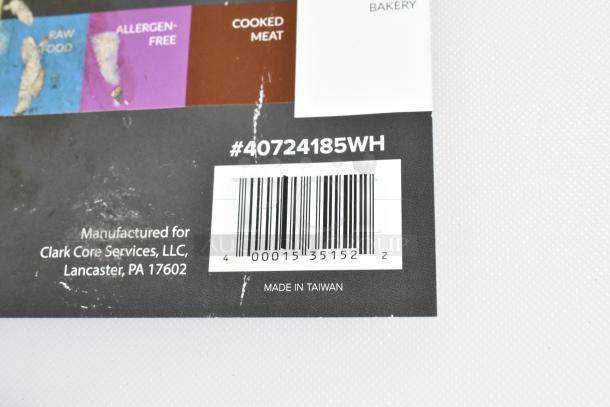 BAKERY
RAW
FOOD
ALLERGEN-
FREE
COOKED
MEAT
#40724185WH
Manufactured for
Clark Core Services, LLC,
Lancaster, PA 17602
4 00015 35152 2
MADE IN TAIWAN